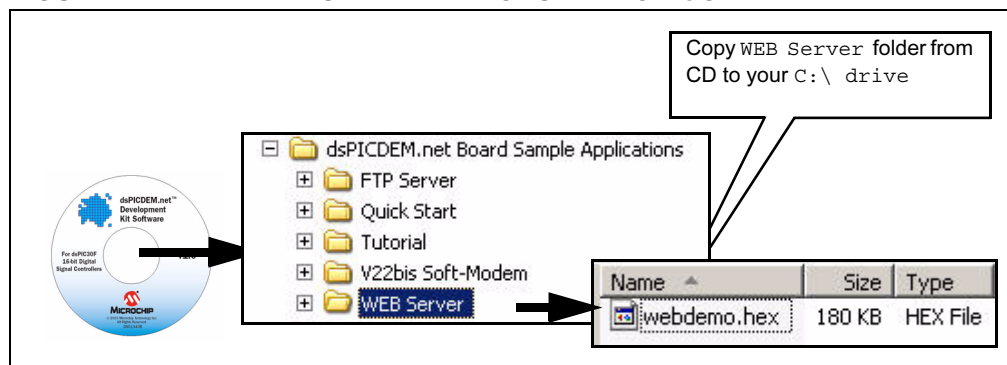 Copy WEB Server folder from
CD to your C:\ drive
dsPICDEM.net Board Sample Applications
FTP Server
Quick Start
Tutorial
V22bis Soft-Modem
WEB Server
dsPICDEM.net™
Development
Kit Software
For dsPIC30F
16-bit Digital
Signal Controllers
MICROCHIP
Name Size Type
webdemo.hex 180 KB HEX File